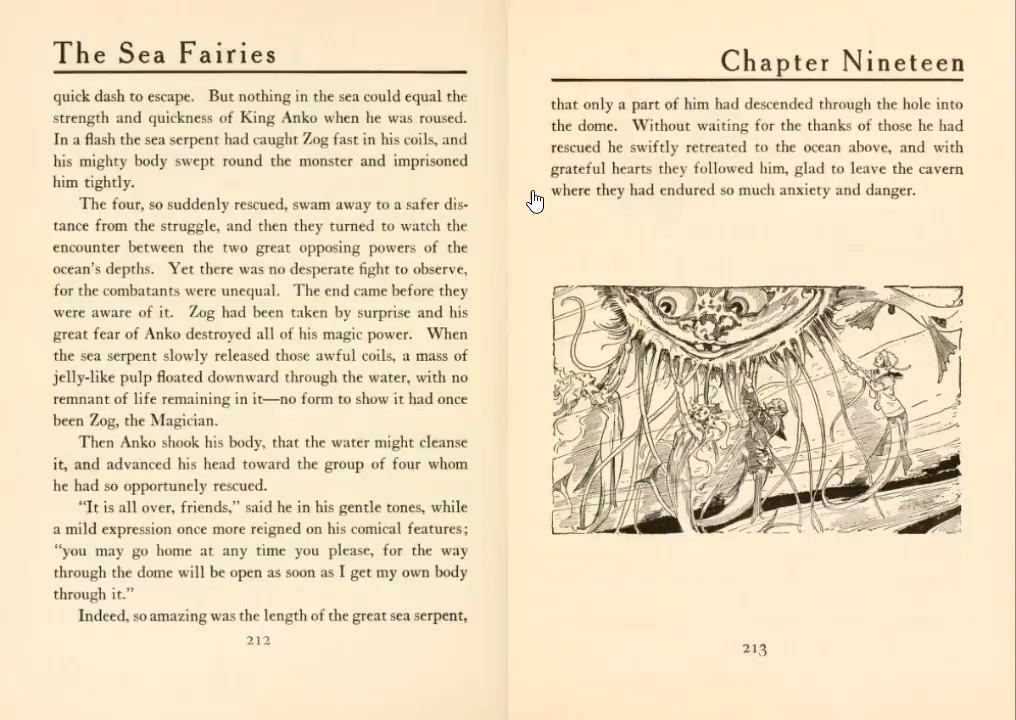 The Sea Fairies
quick dash to escape. But nothing in the sea could equal the
strength and quickness of King Anko when he was roused.
In a flash the sea serpent had caught Zog fast in his coils, and
his mighty body swept round the monster and imprisoned
him tightly.
The four, so suddenly rescued, swam away to a safer dis-
tance from the struggle, and then they turned to watch the
encounter between the two great opposing powers of the
ocean's depths. Yet there was no desperate fight to observe,
for the combatants were unequal. The end came before they
were aware of it. Zog had been taken by surprise and his
great fear of Anko destroyed all of his magic power. When
the sea serpent slowly released those awful coils, a mass of
jelly-like pulp floated downward through the water, with no
remnant of life remaining in it—no form to show it had once
been Zog, the Magician.
Then Anko shook his body, that the water might cleanse
it, and advanced his head toward the group of four whom
he had so opportunely rescued.
“It is all over, friends,” said he in his gentle tones, while
a mild expression once more reigned on his comical features;
“you may go home at any time you please, for the way
through the dome will be open as soon as I get my own body
through it.”
Indeed, so amazing was the length of the great sea serpent,
212
Chapter Nineteen
that only a part of him had descended through the hole into
the dome. Without waiting for the thanks of those he had
rescued he swiftly retreated to the ocean above, and with
grateful hearts they followed him, glad to leave the cavern
where they had endured so much anxiety and danger.
213